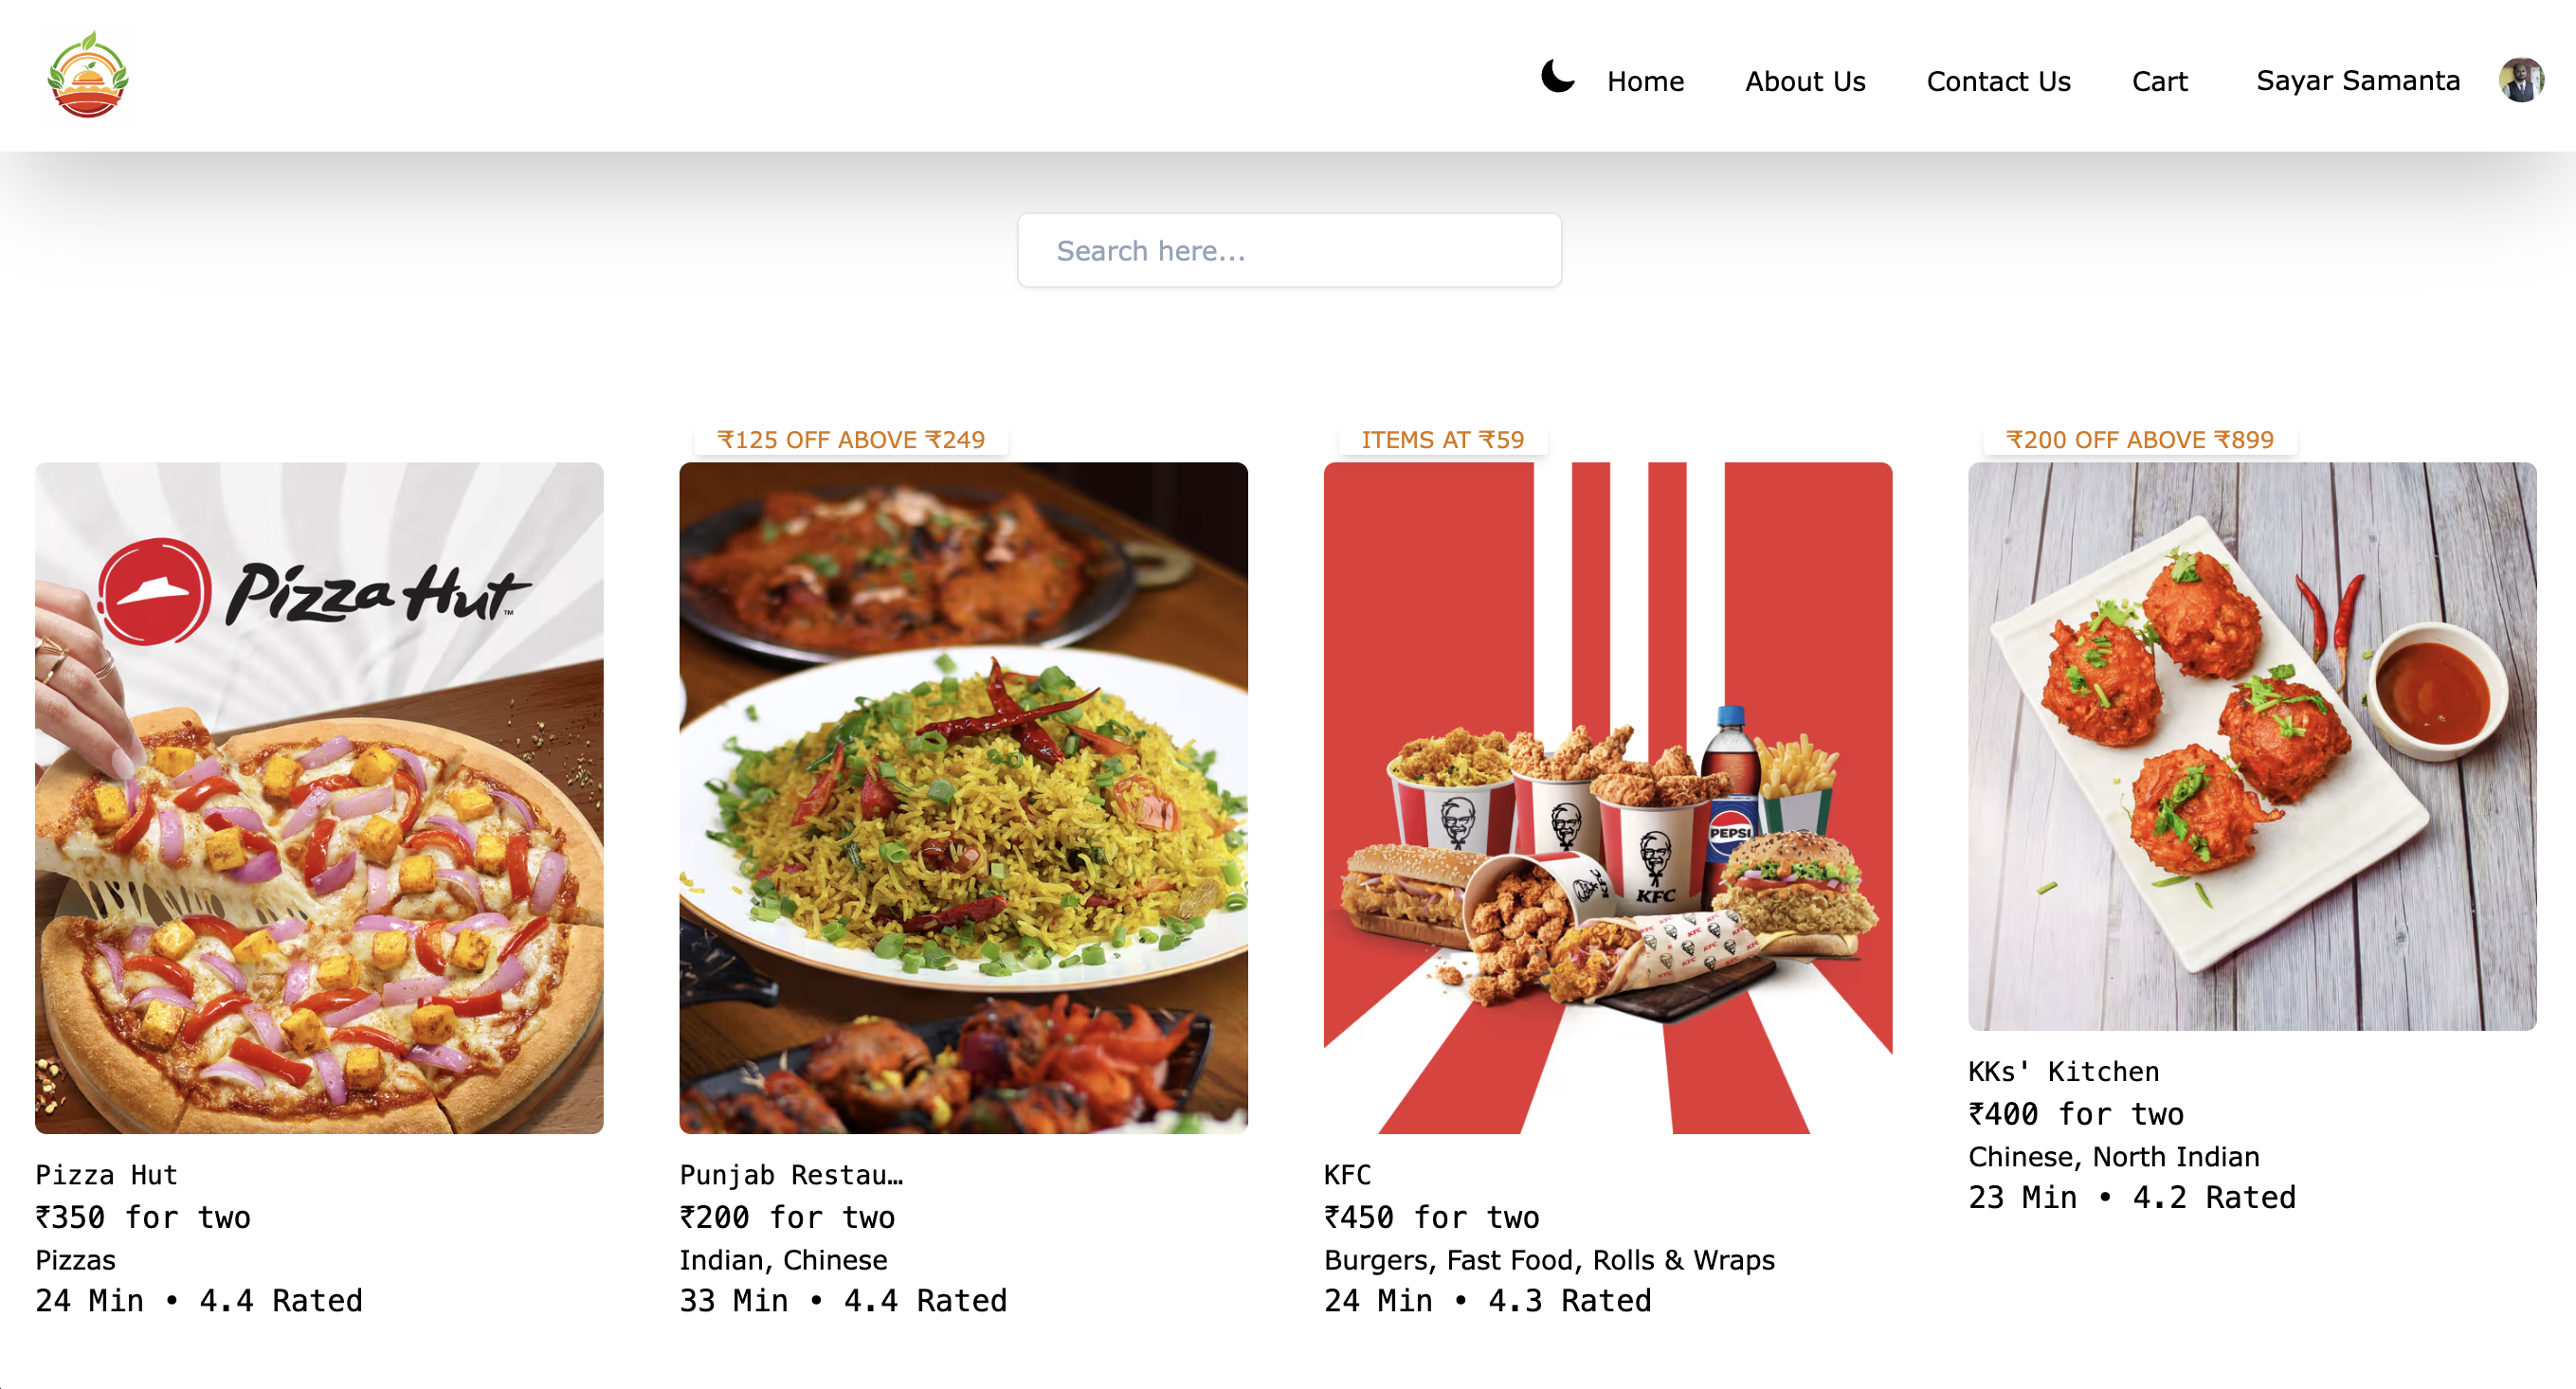 Home
About Us
Contact Us
Cart
Sayar Samanta
Search here...
Pizza Hut™
Pizza Hut
₹350 for two
Pizzas
24 Min • 4.4 Rated
₹125 OFF ABOVE ₹249
Punjab Restau…
₹200 for two
Indian, Chinese
33 Min • 4.4 Rated
ITEMS AT ₹59
PEPSI
KFC
KFC
KFC
₹450 for two
Burgers, Fast Food, Rolls & Wraps
24 Min • 4.3 Rated
₹200 OFF ABOVE ₹899
KKs' Kitchen
₹400 for two
Chinese, North Indian
23 Min • 4.2 Rated